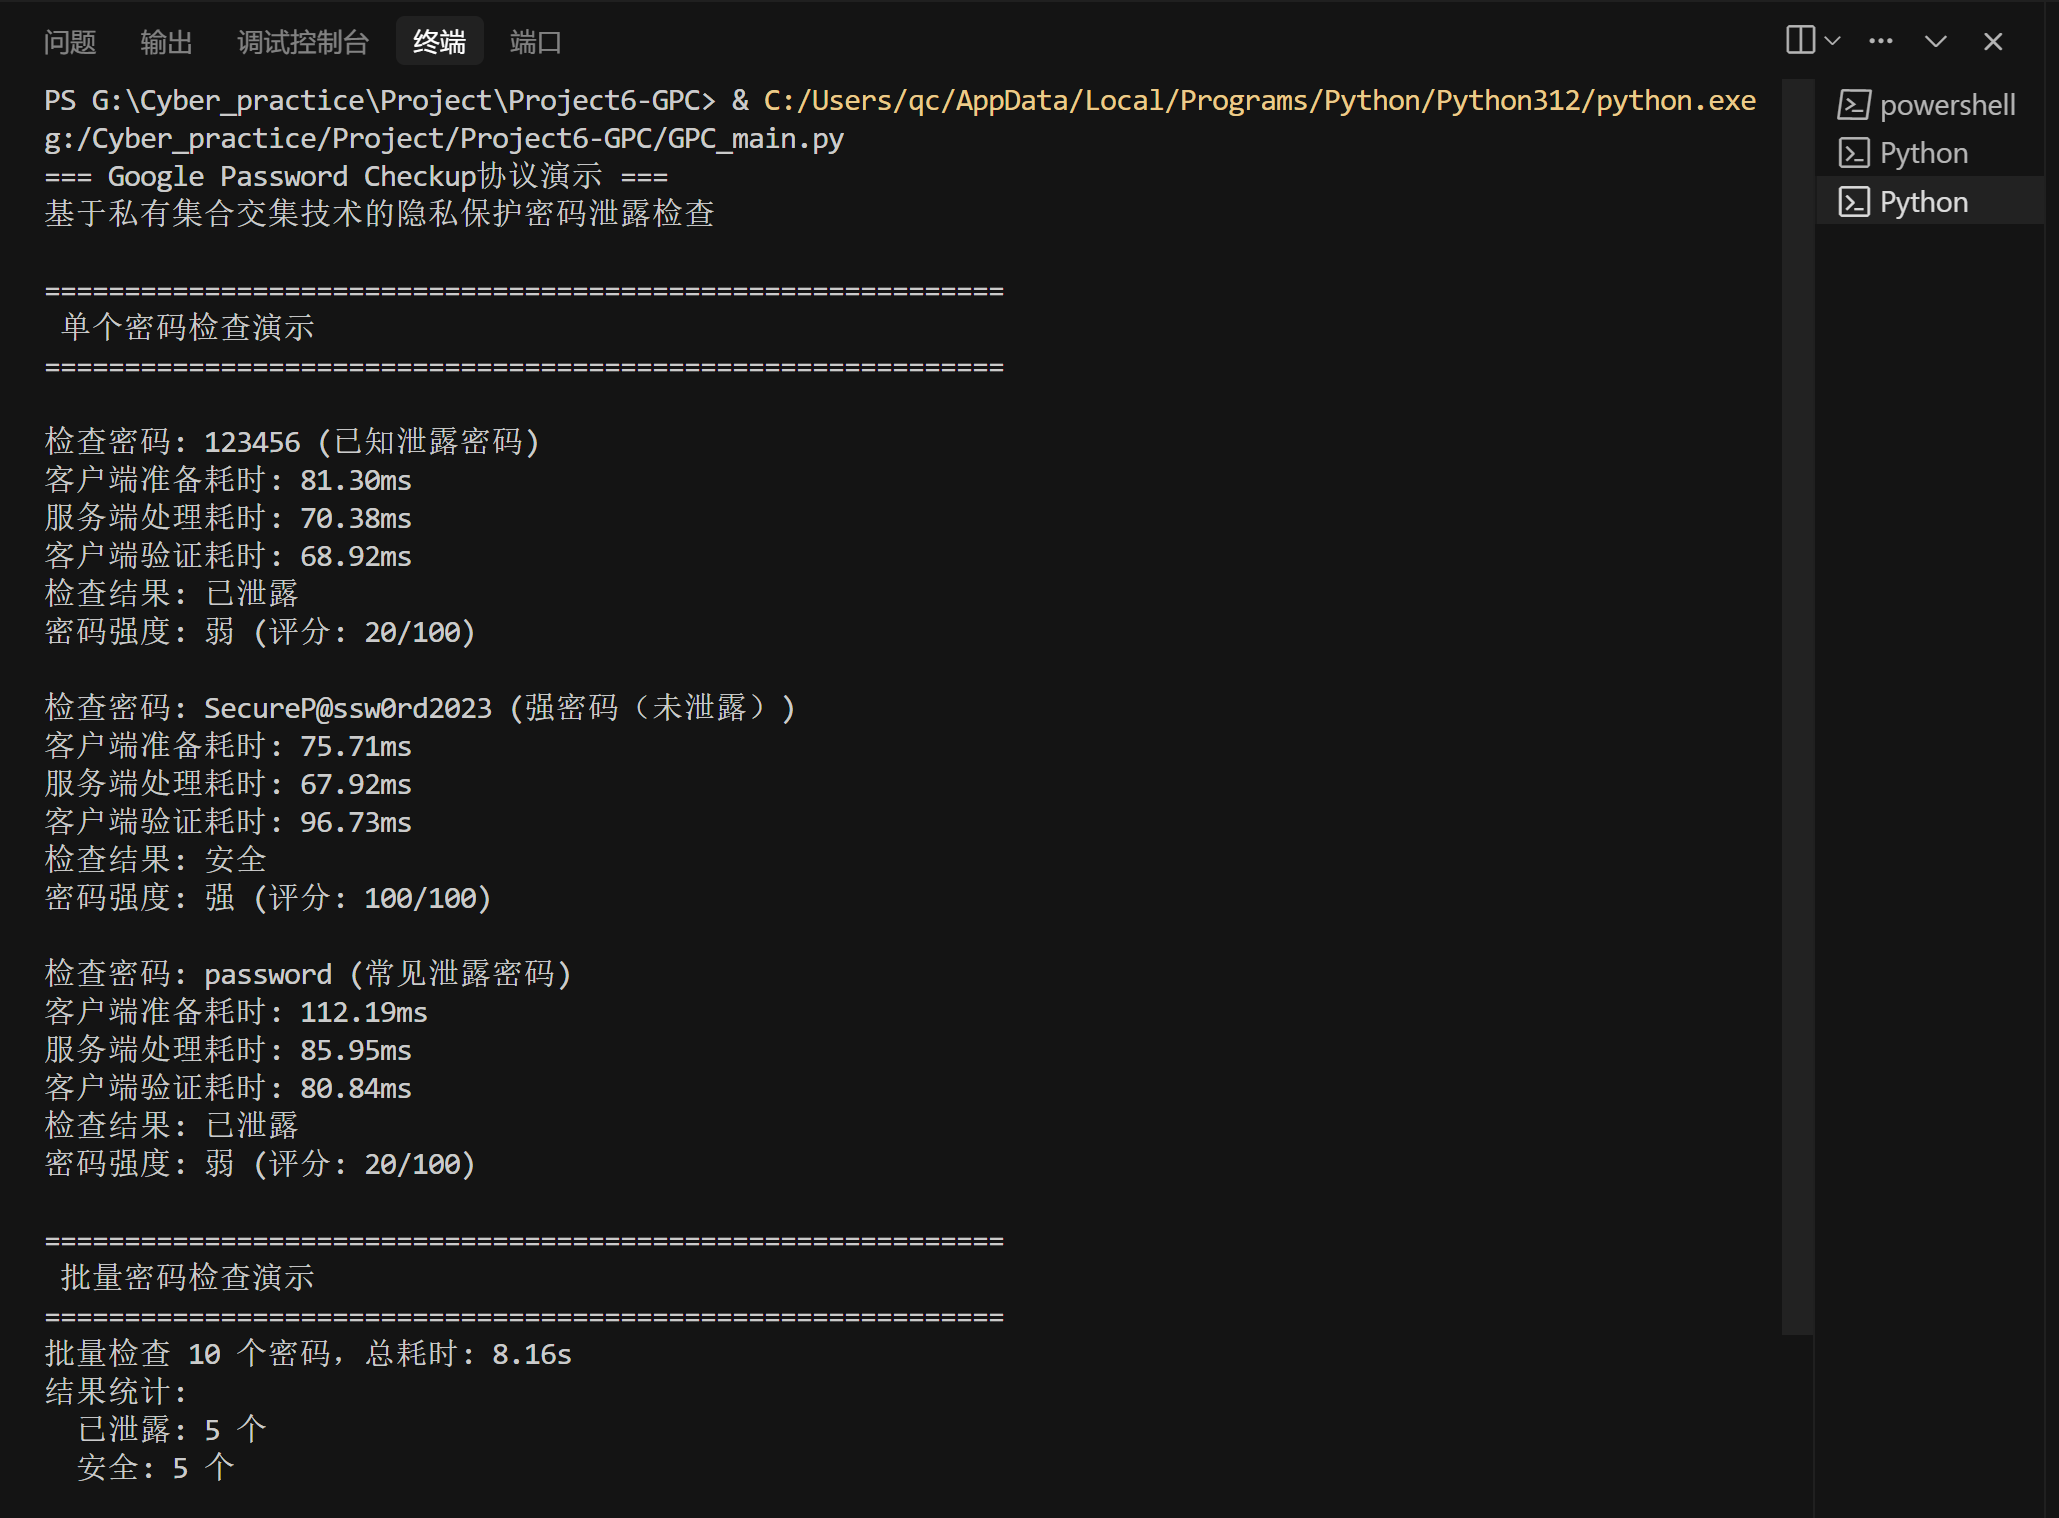 问题 输出 调试控制台 终端 端口
PS G:\Cyber_practice\Project\Project6-GPC> & C:/Users/qc/AppData/Local/Programs/Python/Python312/python.exe
g:/Cyber_practice/Project/Project6-GPC/GPC_main.py
=== Google Password Checkup协议演示 ===
基于私有集合交集技术的隐私保护密码泄露检查
============================================================
单个密码检查演示
============================================================
检查密码: 123456 (已知泄露密码)
客户端准备耗时: 81.30ms
服务端处理耗时: 70.38ms
客户端验证耗时: 68.92ms
检查结果: 已泄露
密码强度: 弱 (评分: 20/100)
检查密码: SecureP@ssw0rd2023 (强密码（未泄露）)
客户端准备耗时: 75.71ms
服务端处理耗时: 67.92ms
客户端验证耗时: 96.73ms
检查结果: 安全
密码强度: 强 (评分: 100/100)
检查密码: password (常见泄露密码)
客户端准备耗时: 112.19ms
服务端处理耗时: 85.95ms
客户端验证耗时: 80.84ms
检查结果: 已泄露
密码强度: 弱 (评分: 20/100)
============================================================
批量密码检查演示
============================================================
批量检查 10 个密码，总耗时: 8.16s
结果统计:
已泄露: 5 个
安全: 5 个
powershell
Python
Python